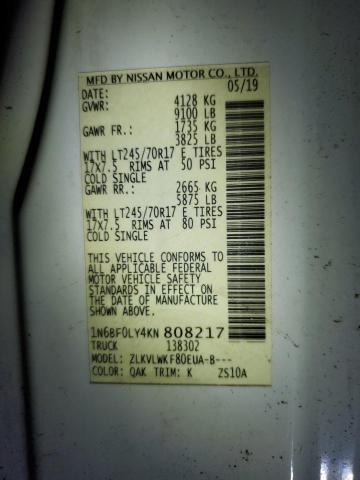 MFD BY NISSAN MOTOR CO., LTD.
DATE: 05/19
GVWR: 4128 KG
9100 LB
GAWR FR.: 1735 KG
3825 LB
WITH LT245/70R17 E TIRES
17X7.5 RIMS AT 50 PSI
COLD SINGLE
GAWR RR.: 2665 KG
5875 LB
WITH LT245/70R17 E TIRES
17X7.5 RIMS AT 80 PSI
COLD SINGLE
THIS VEHICLE CONFORMS TO
ALL APPLICABLE FEDERAL
MOTOR VEHICLE SAFETY
STANDARDS IN EFFECT ON
THE DATE OF MANUFACTURE
SHOWN ABOVE.
1N6BF0LY4KN 808217
TRUCK 138302
MODEL: ZLKVLWKF80EUA-B---
COLOR: QAK TRIM: K ZS10A